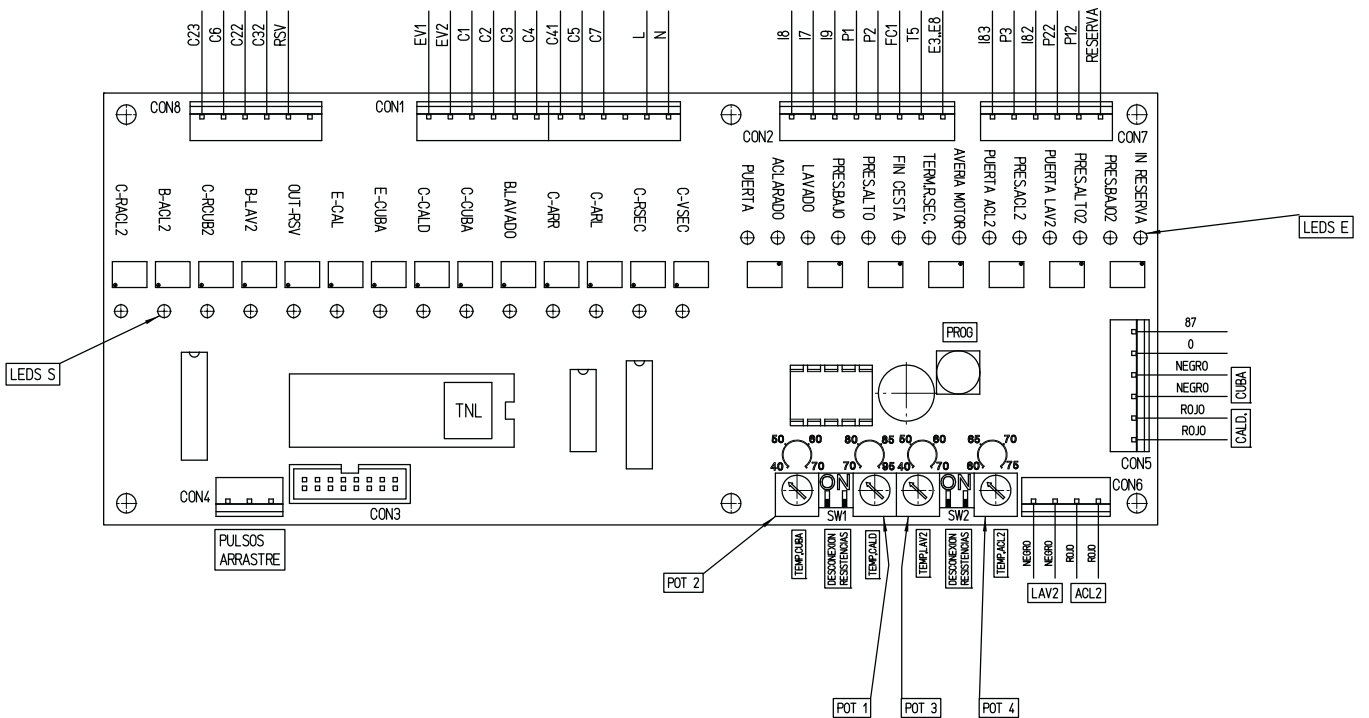 C23
C6
C22
C32
RSV
EV1
EV2
C1
C2
C3
C4
C41
C5
C7
L
N
I8
I7
I9
P1
P2
FC1
T5
E3..E8
I83
P3
I82
P22
P12
RESERVA
CON8
CON1
CON2
CON7
C-RACL2
B-ACL2
C-RCUB2
B-LAV2
OUT-RSV
E-CAL
E-CUBA
C-CALD
C-CUBA
B.LAVADO
C-ARR
C-ARL
C-RSEC
C-VSEC
PUERTA
ACLARADO
LAVADO
PRES.BAJO
PRES.ALTO
FIN CESTA
TERM.R.SEC.
AVERIA MOTOR
PUERTA ACL2
PRES.ACL2
PUERTA LAV2
PRES.ALTO2
PRES.BAJO2
IN RESERVA
LEDS E
LEDS S
PROG
87
0
NEGRO
NEGRO
ROJO
ROJO
CUBA
CALD.
TNL
50 60
40 70
80 85
70 95
50 60
40 70
65 70
60 75
ON
ON
SW1
SW2
CON5
CON6
CON4
CON3
PULSOS
ARRASTRE
TEMP.CUBA
DESCONEXION
RESISTENCIAS
TEMP.CALD
TEMP.LAV2
DESCONEXION
RESISTENCIAS
TEMP.ACL2
NEGRO
NEGRO
ROJO
ROJO
LAV2
ACL2
POT 2
POT 1
POT 3
POT 4